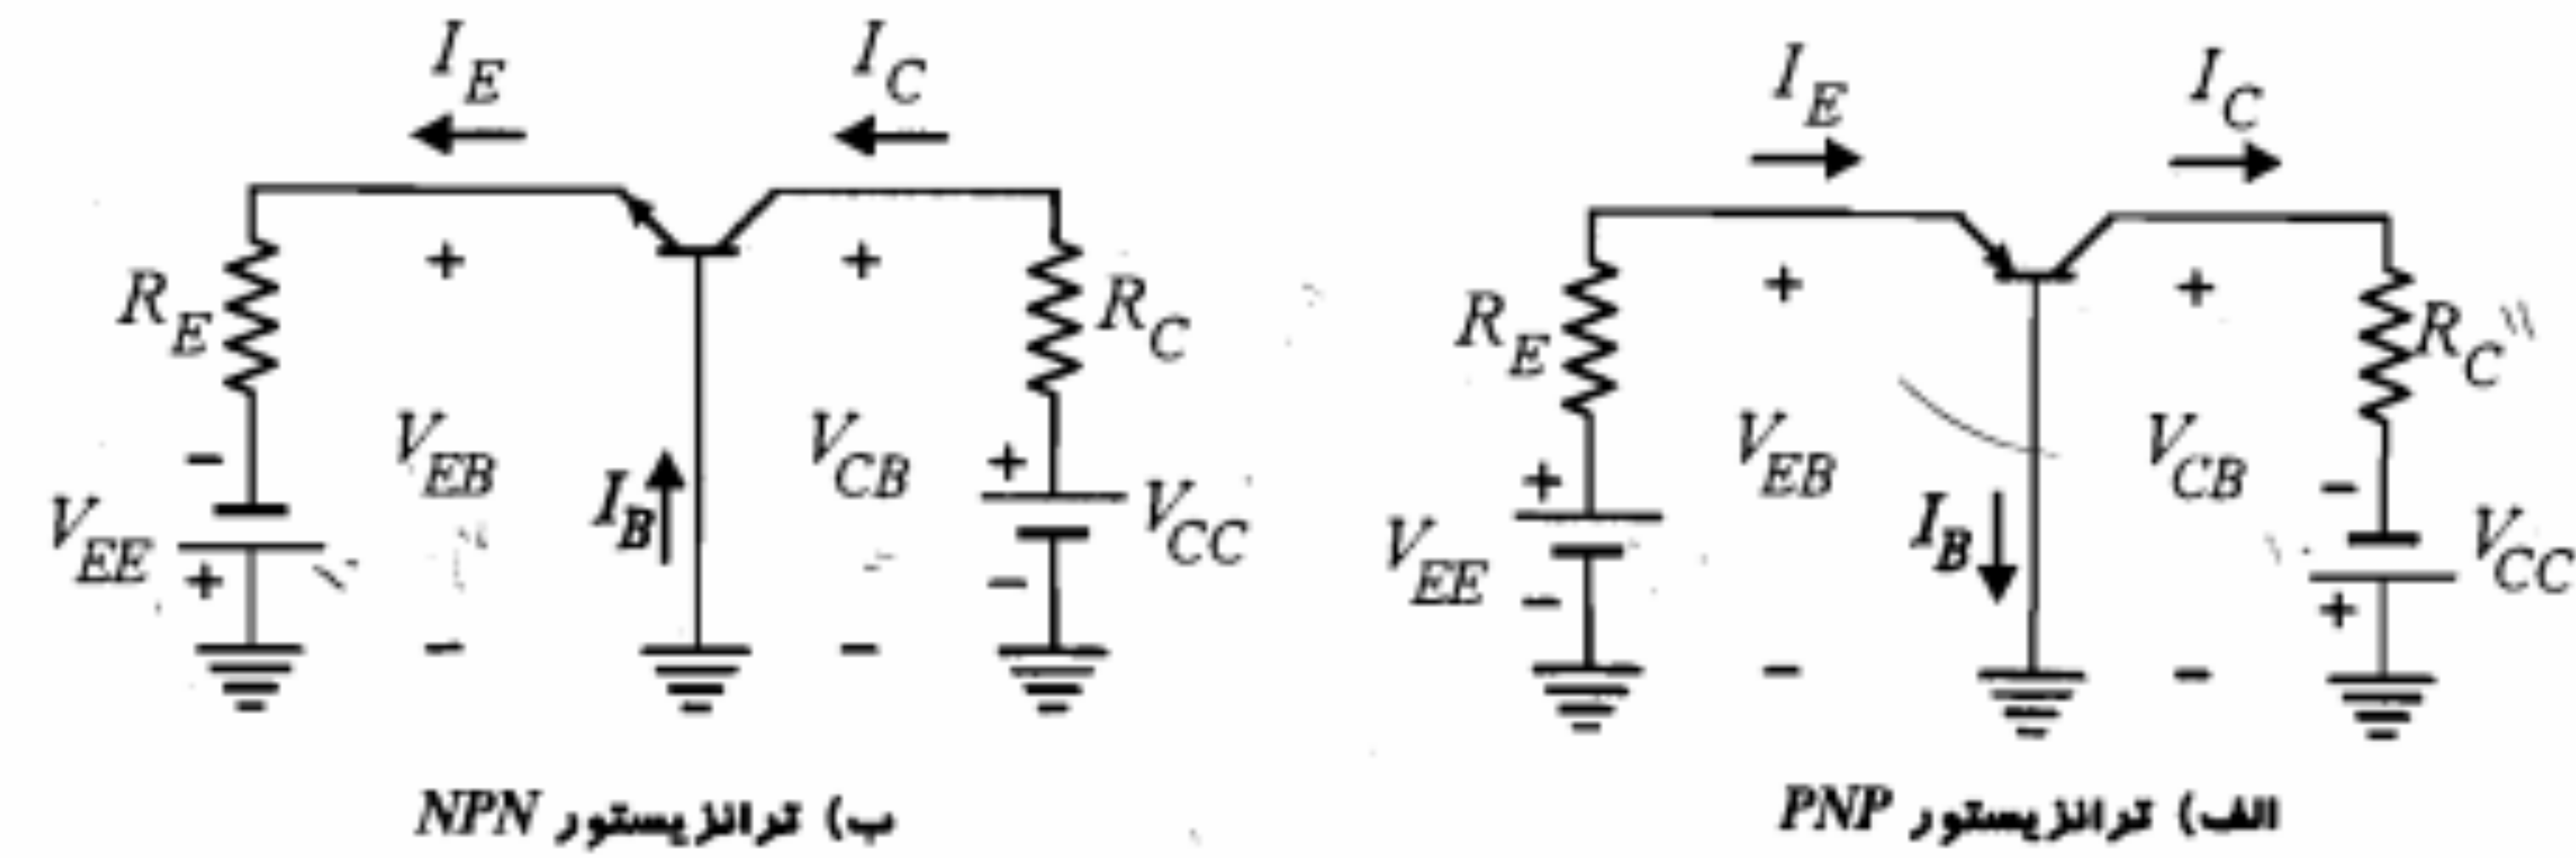 I_E
I_C
R_E
+
V_EB
−
−
V_EE
+
I_B
+
V_CB
−
R_C
+
V_CC
−
ب) ترانزیستور NPN
I_E
I_C
R_E
+
V_EB
−
+
V_EE
−
I_B
+
V_CB
−
R_C
−
V_CC
+
الف) ترانزیستور PNP